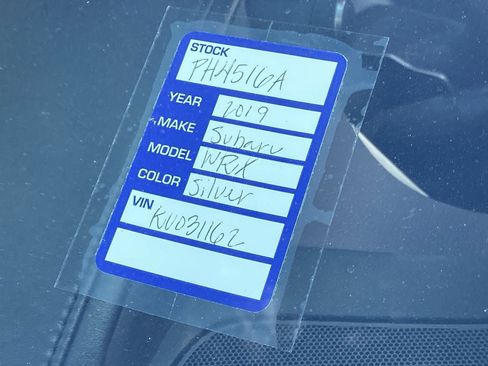 STOCK
PH4516A
YEAR 2019
MAKE Subaru
MODEL WRX
COLOR Silver
VIN
KU031162